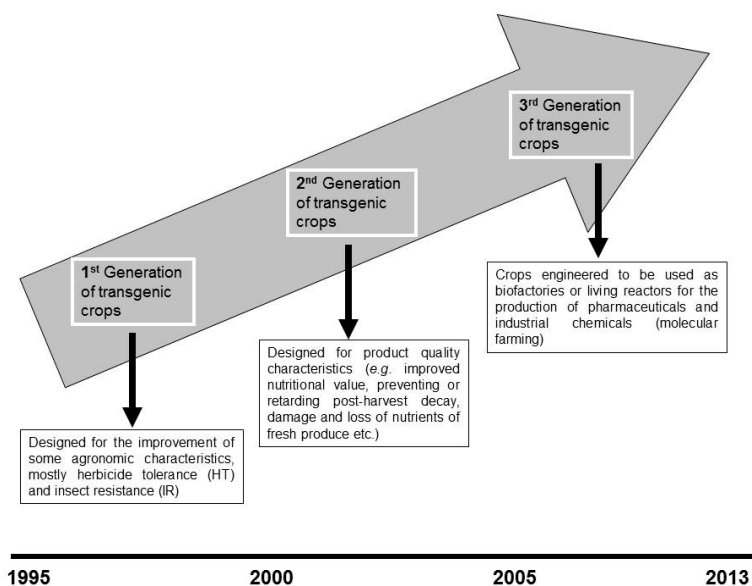 3rd Generation
of transgenic
crops
2nd Generation
of transgenic
crops
1st Generation
of transgenic
crops
Crops engineered to be used as
biofactories or living reactors for the
production of pharmaceuticals and
industrial chemicals (molecular
farming)
Designed for product quality
characteristics (e.g. improved
nutritional value, preventing or
retarding post-harvest decay,
damage and loss of nutrients of
fresh produce etc.)
Designed for the improvement of
some agronomic characteristics,
mostly herbicide tolerance (HT)
and insect resistance (IR)
1995 2000 2005 2013